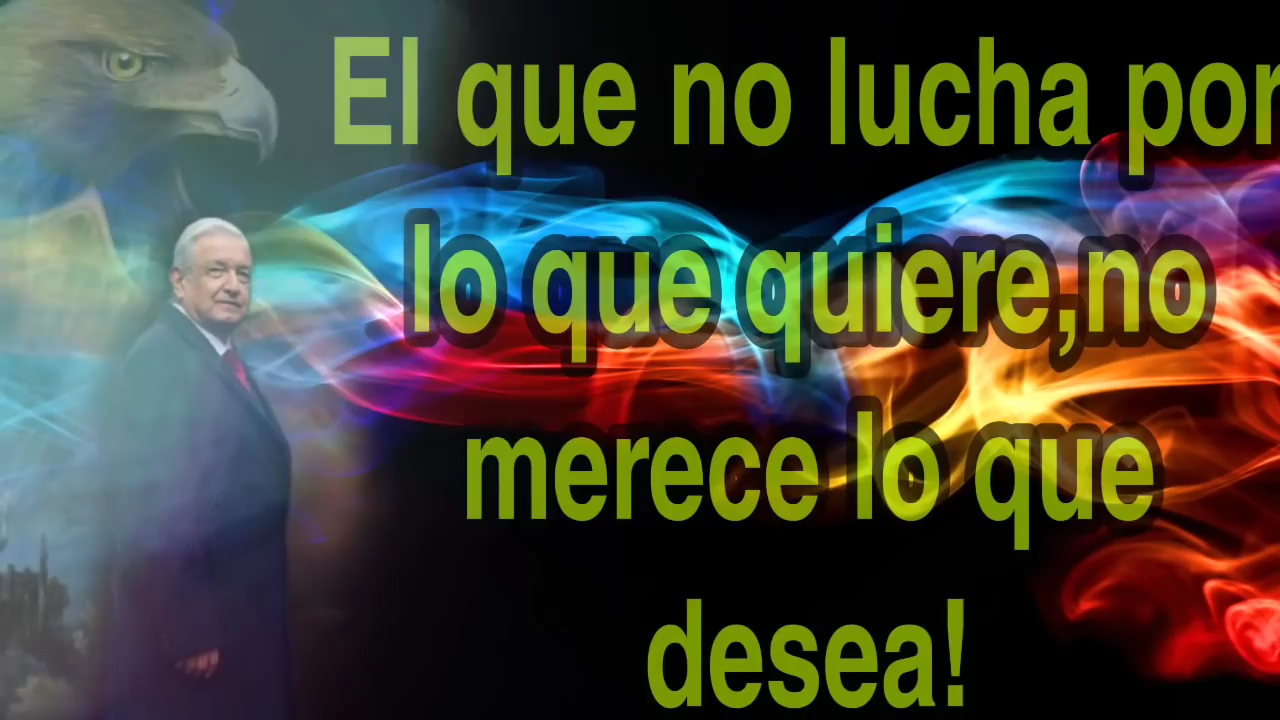 El que no lucha por
lo que quiere,no
merece lo que
desea!